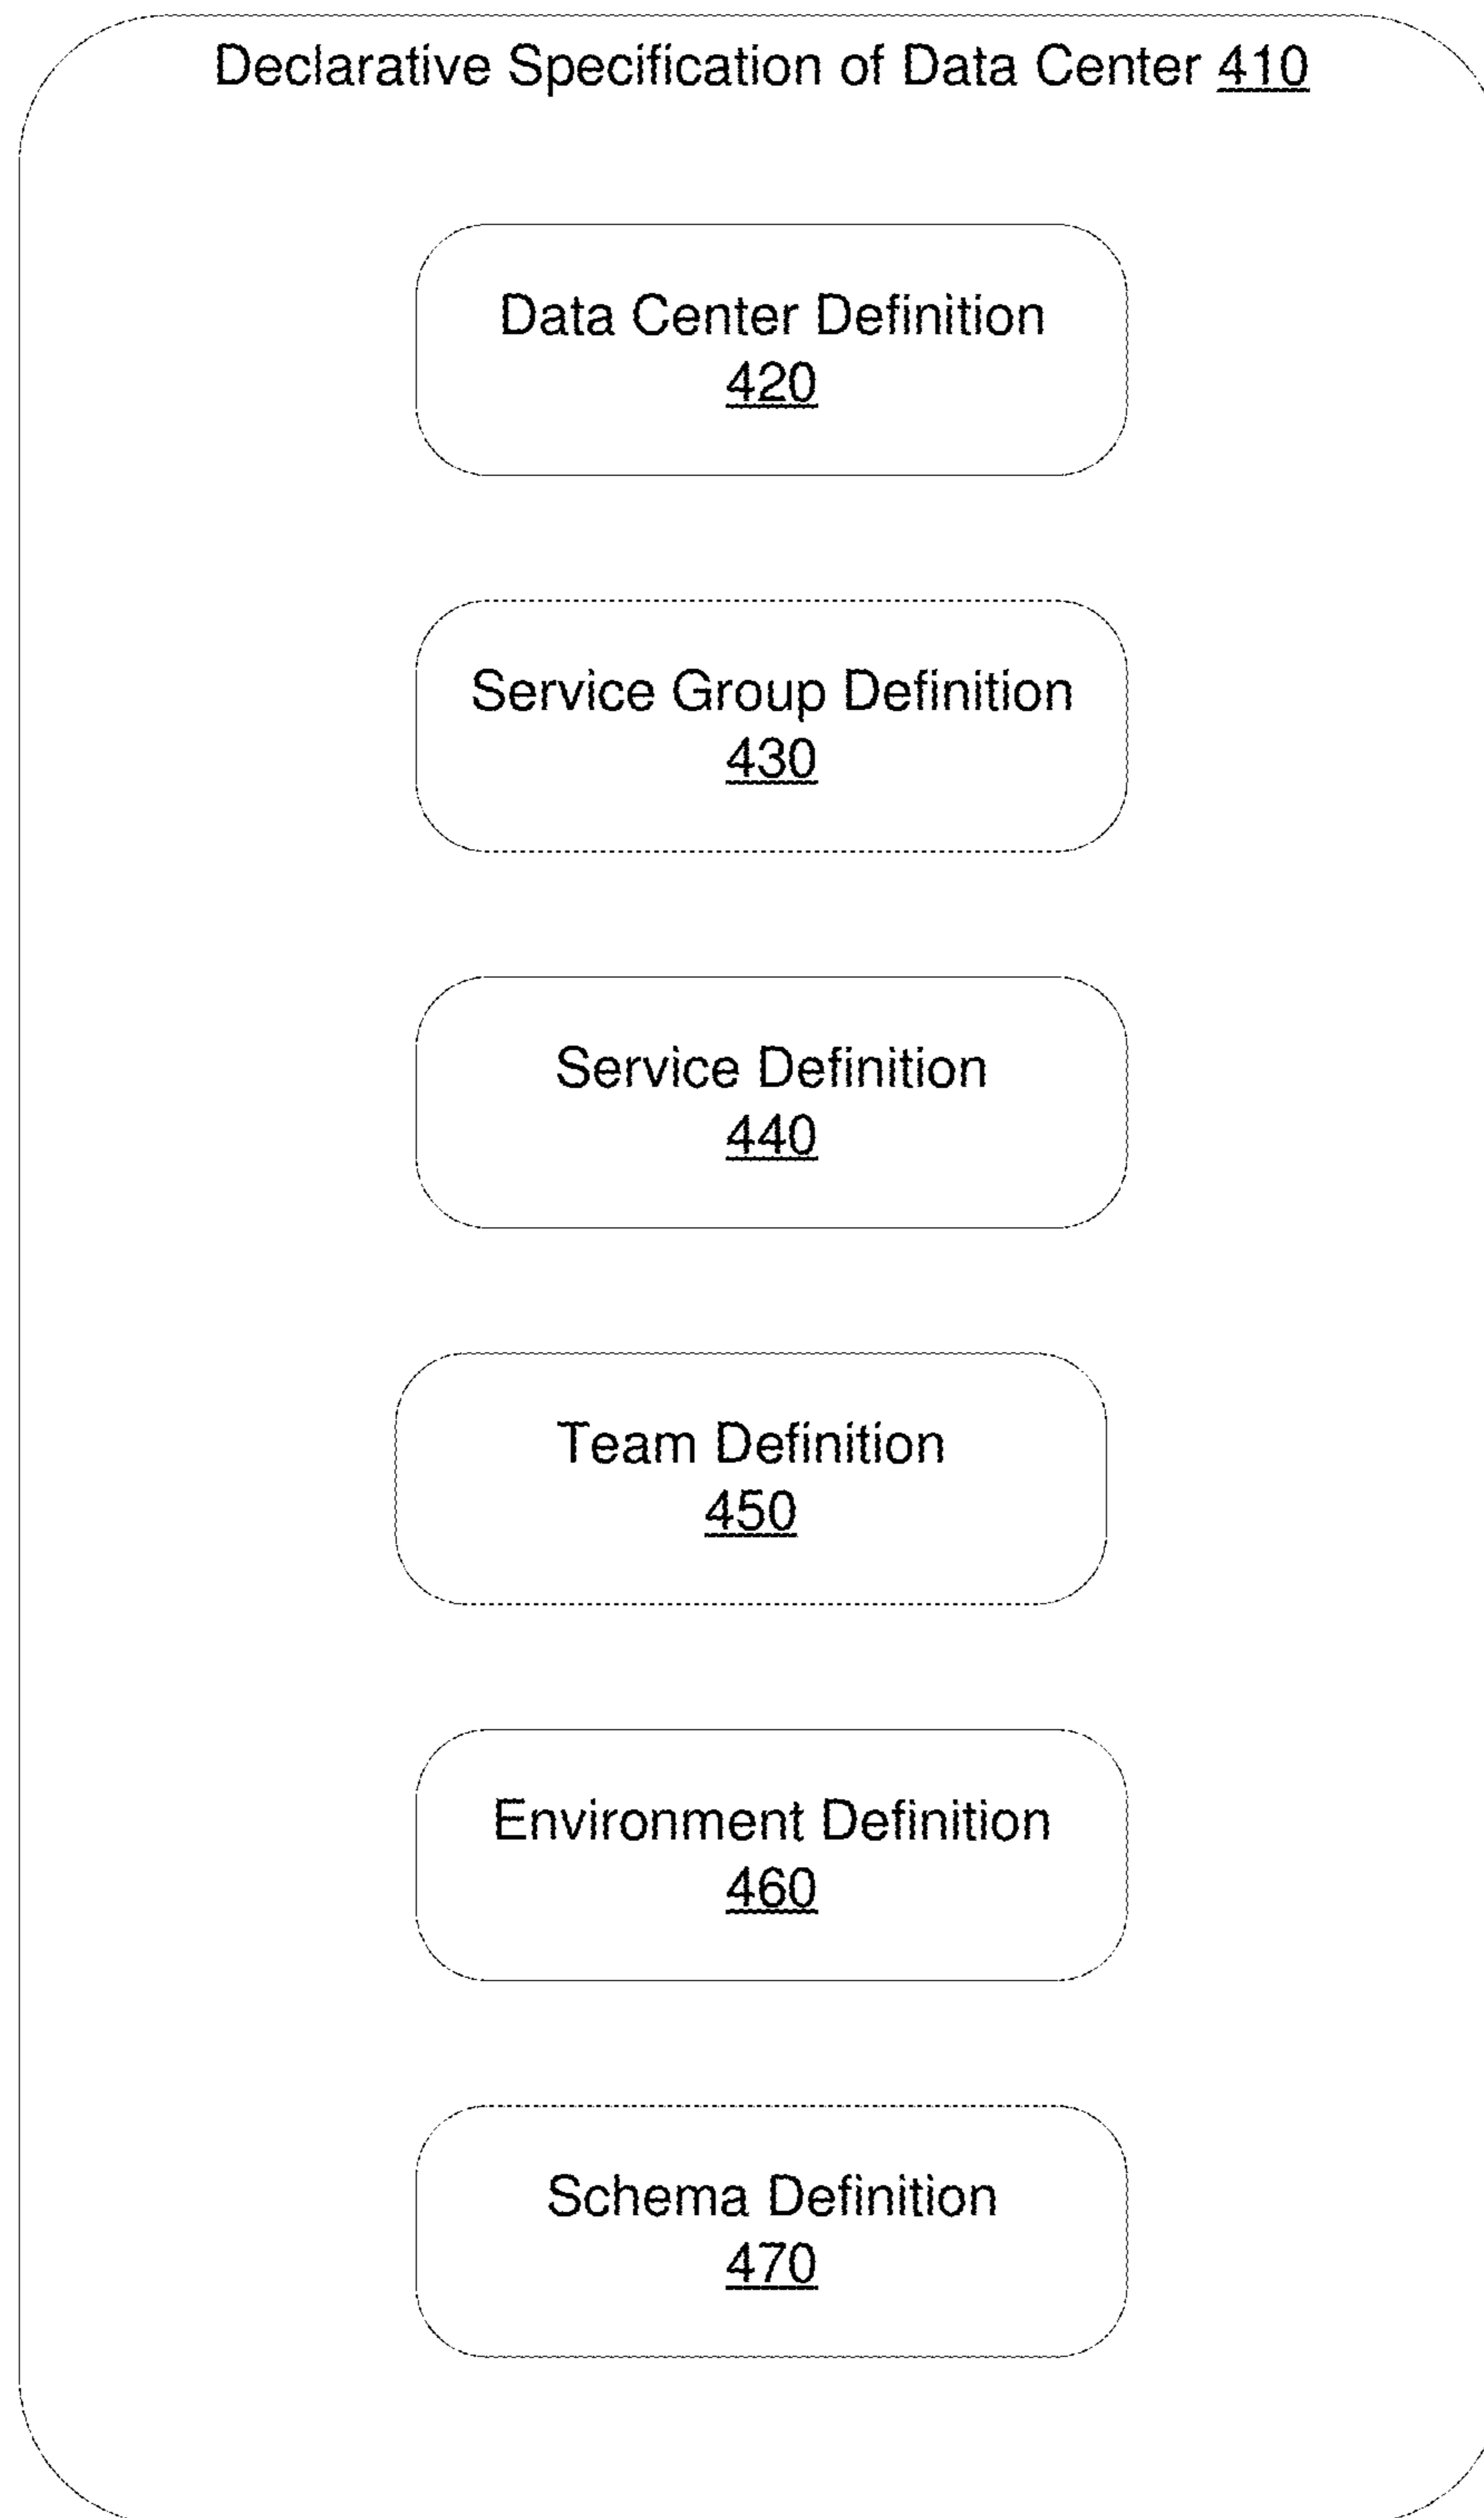 Declarative Specification of Data Center 410
Data Center Definition
420
Service Group Definition
430
Service Definition
440
Team Definition
450
Environment Definition
460
Schema Definition
470